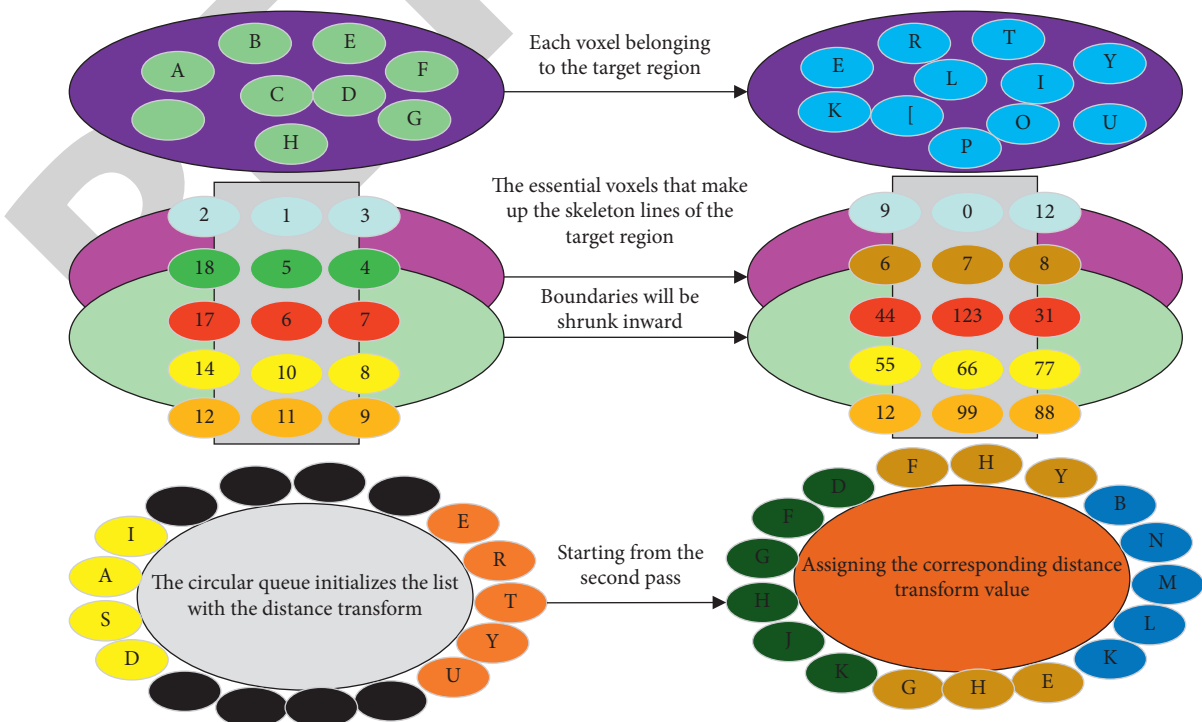 B E
A F
C D
G
H
Each voxel belonging
to the target region
R T
E Y
L I
K [ O U
P
2 1 3
18 5 4
17 6 7
14 10 8
12 11 9
The essential voxels that make
up the skeleton lines of the
target region
Boundaries will be
shrunk inward
9 0 12
6 7 8
44 123 31
55 66 77
12 99 88
I E
A R
S T
D Y
U
The circular queue initializes the list
with the distance transform
Starting from the
second pass
F H Y
D B
F N
G M
H L
J K
K E
G H
Assigning the corresponding distance
transform value